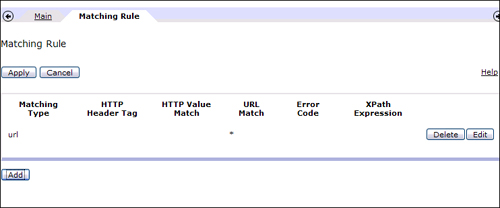 Main Matching Rule
Matching Rule
Apply Cancel Help
Matching Type HTTP Header Tag HTTP Value Match URL Match Error Code XPath Expression
url * Delete Edit
Add